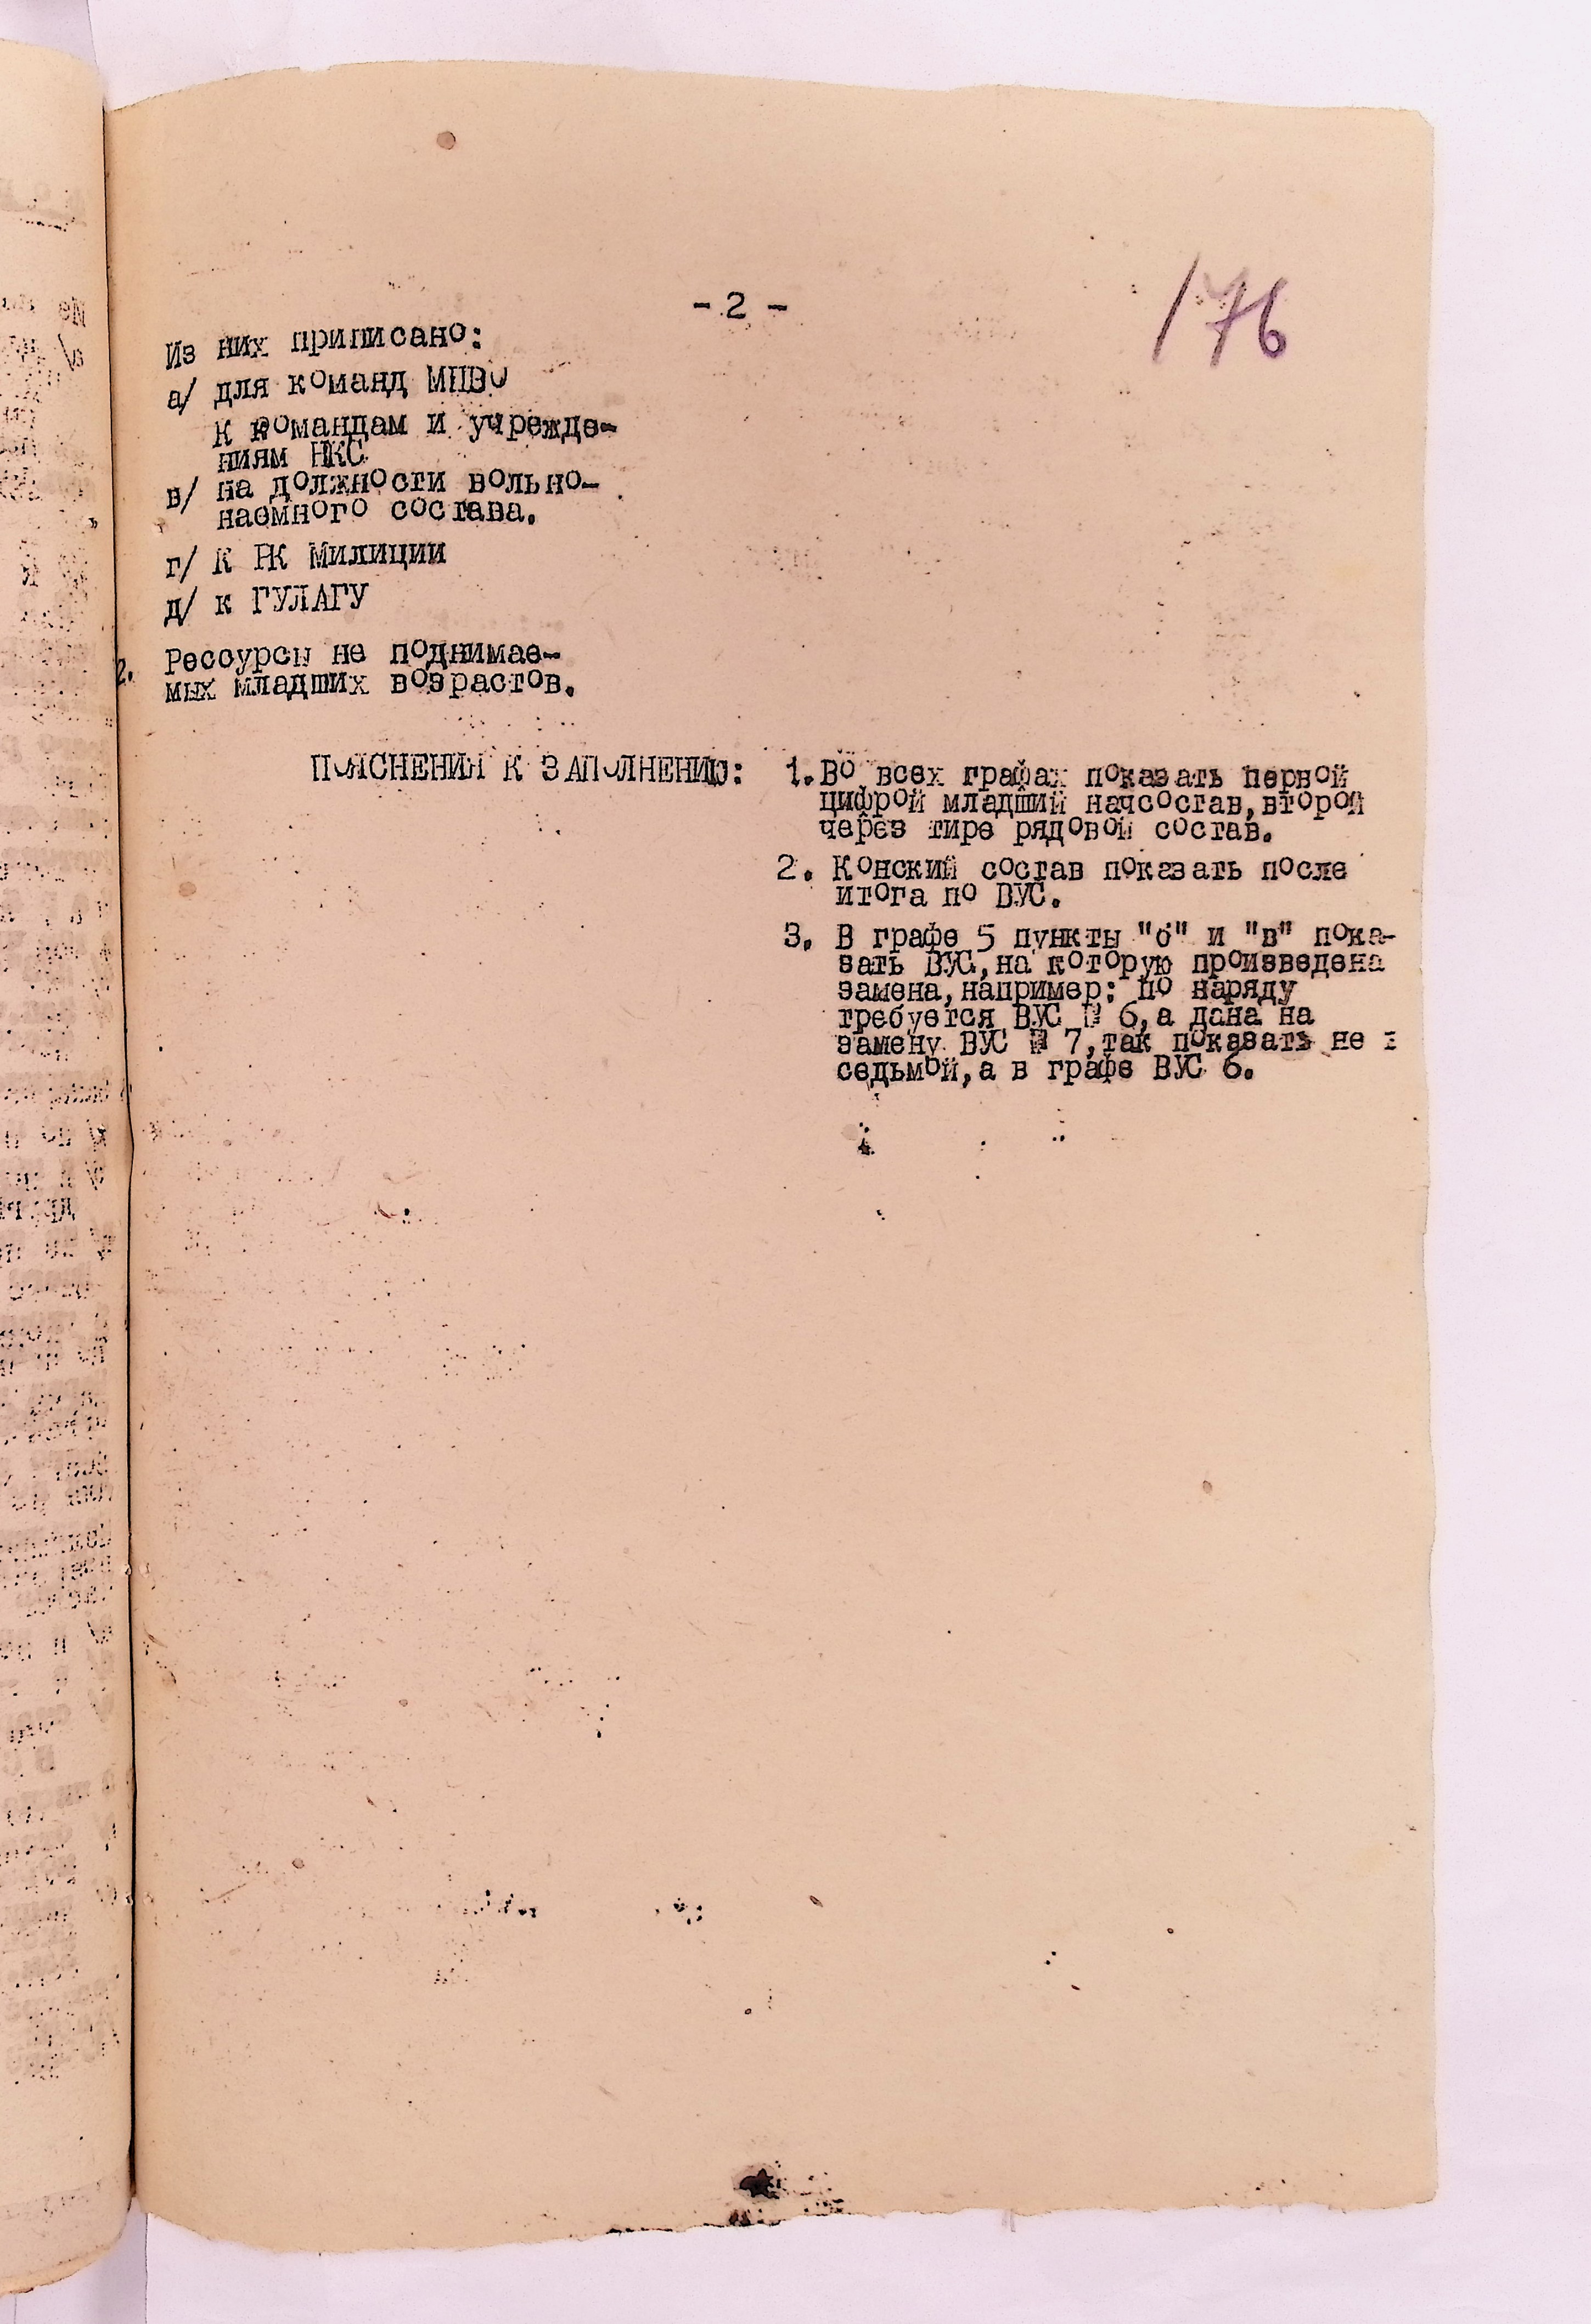 - 2 -
176
Из них приписано:
а/ для команд МПВО
К командам и учрежде-
ниям НКС
в/ на должности вольно-
наемного состава.
г/ К РК Милиции
д/ к ГУЛАГУ
2. Рессурсы не поднимае-
мых младших возрастов.
ПОЯСНЕНИЯ К ЗАПОЛНЕНИЮ:
1. Во всех графах показать первой
цифрой младший начсостав, второй
через тире рядовой состав.
2. Конский состав показать после
итога по ВУС.
3. В графе 5 пункты "б" и "в" пока-
зать ВУС, на которую произведена
замена, например: по наряду
требуется ВУС № 6, а дана на
замену ВУС № 7, так показать не
седьмой, а в графе ВУС 6.